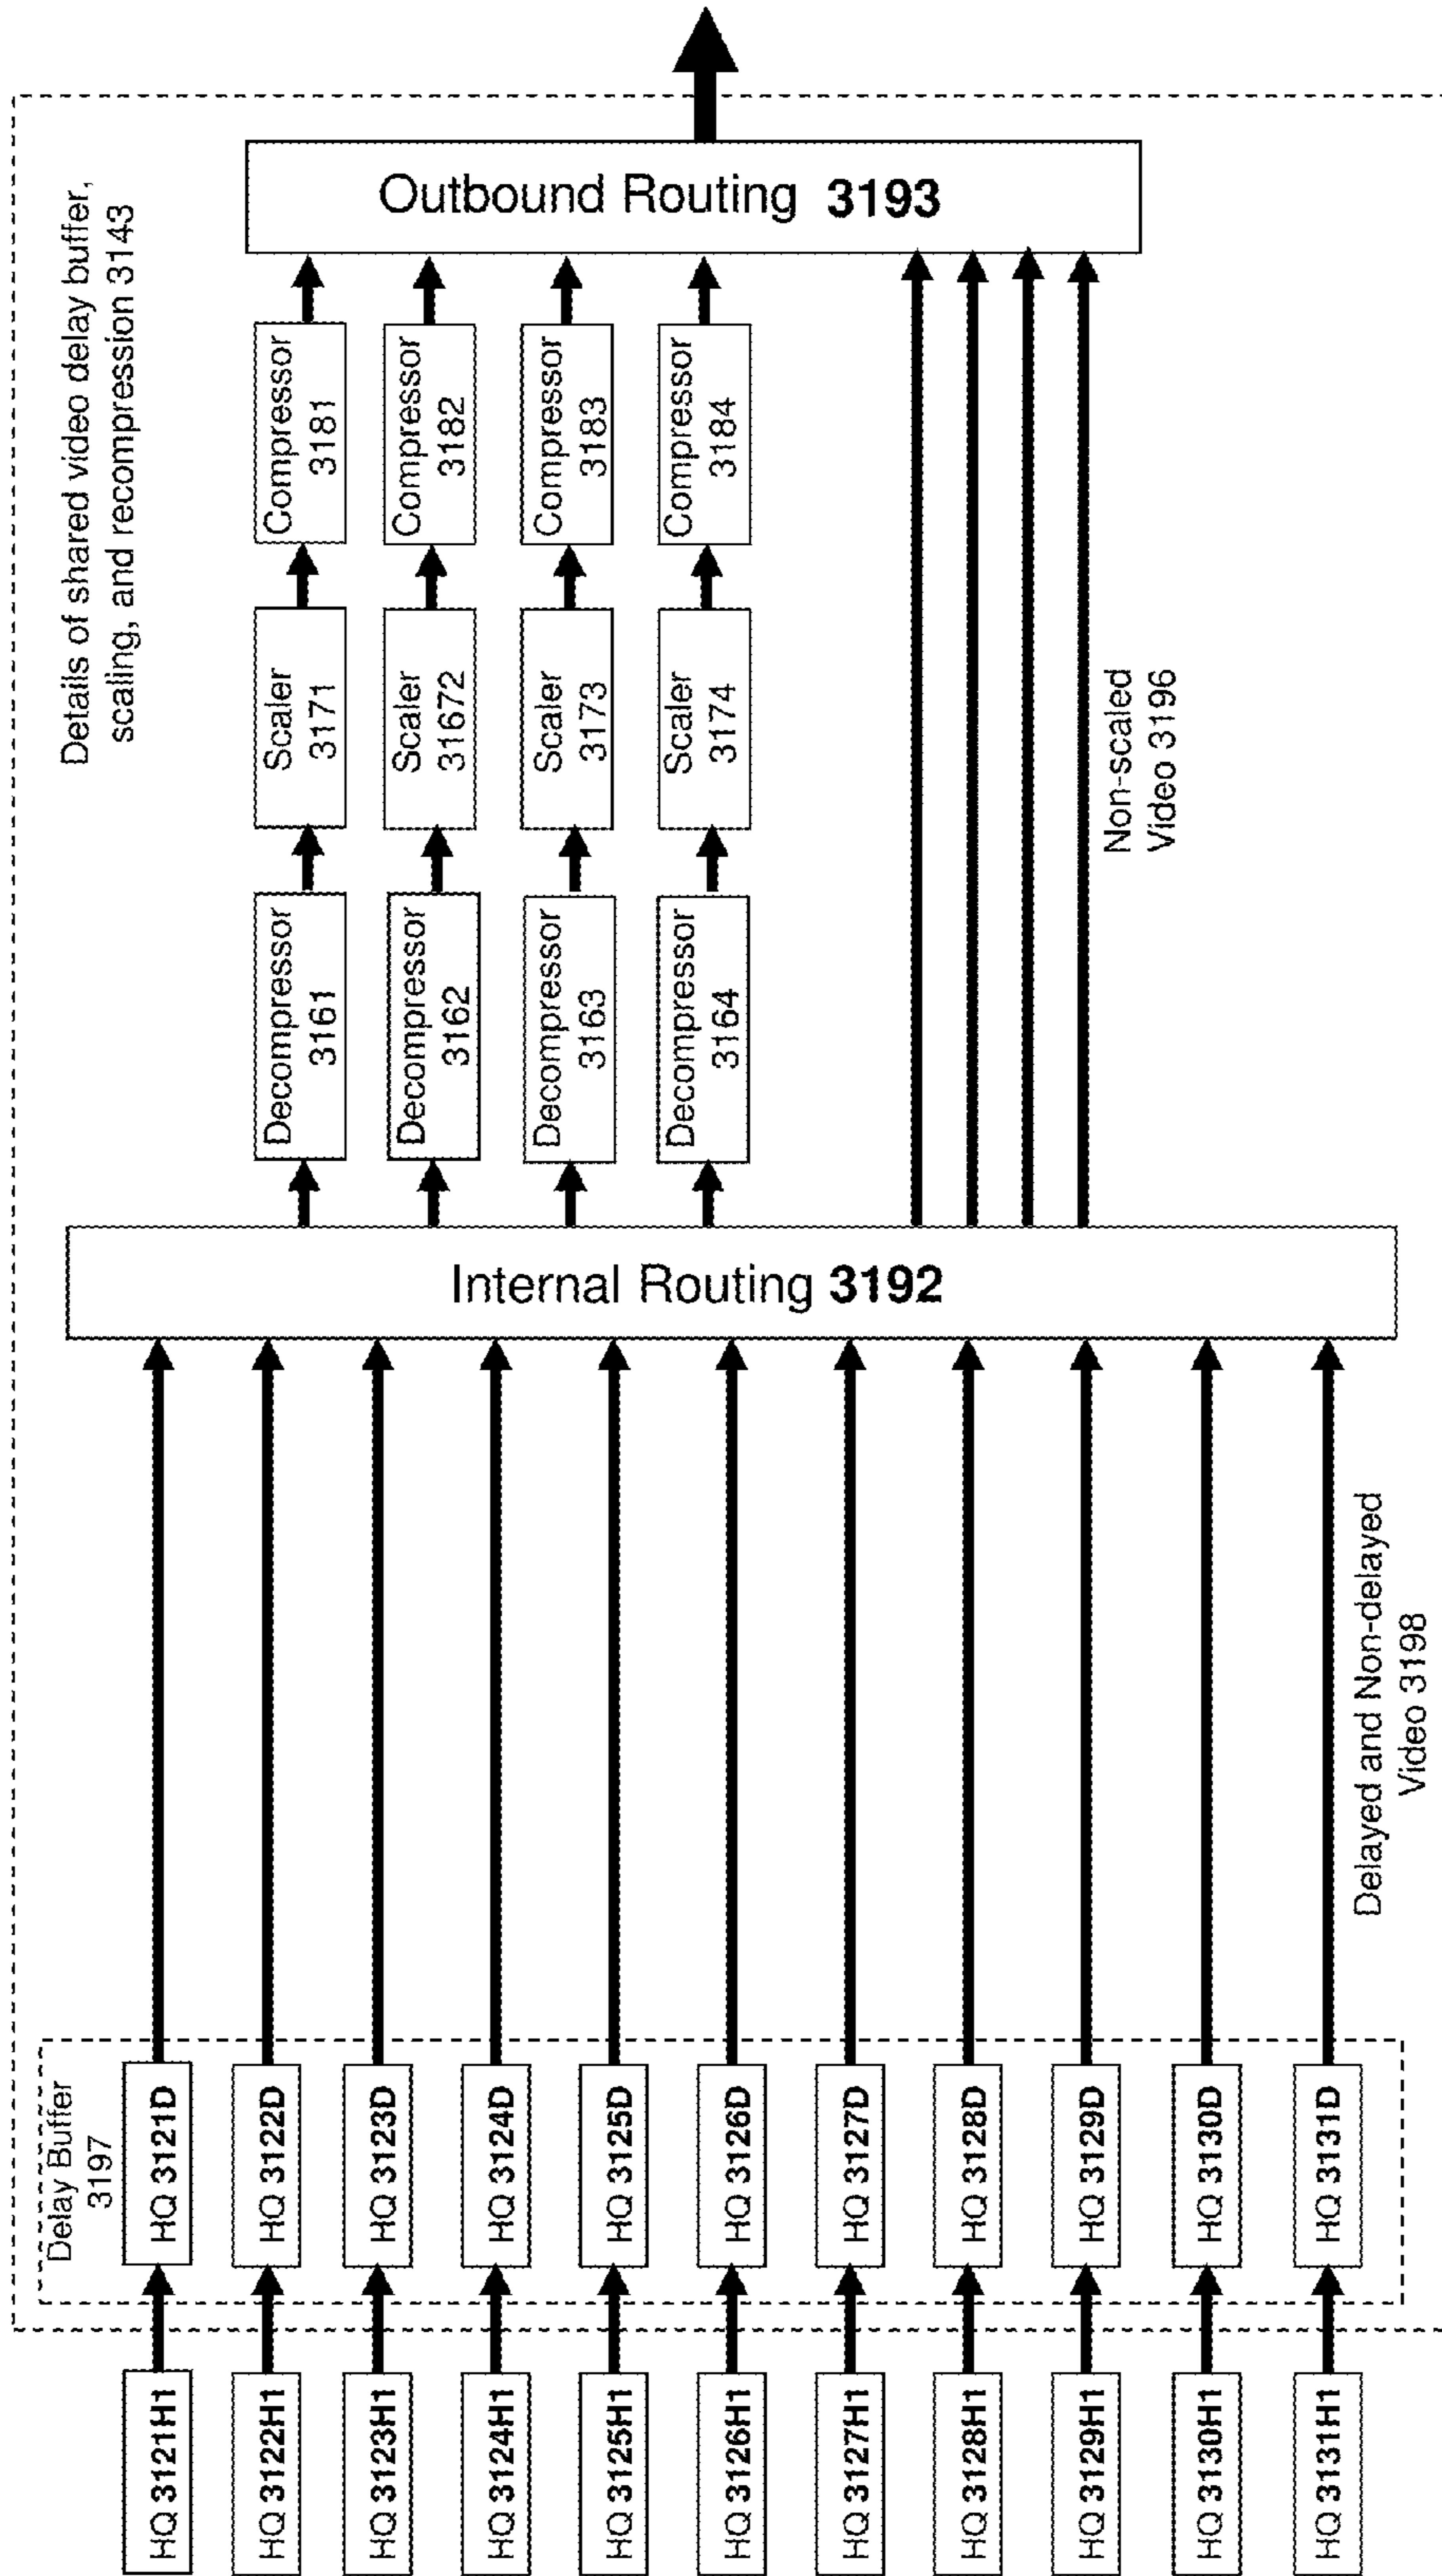 Details of shared video delay buffer,
scaling, and recompression 3143
Delay Buffer
3197
HQ 3121H1
HQ 3122H1
HQ 3123H1
HQ 3124H1
HQ 3125H1
HQ 3126H1
HQ 3127H1
HQ 3128H1
HQ 3129H1
HQ 3130H1
HQ 3131H1
HQ 3121D
HQ 3122D
HQ 3123D
HQ 3124D
HQ 3125D
HQ 3126D
HQ 3127D
HQ 3128D
HQ 3129D
HQ 3130D
HQ 3131D
Delayed and Non-delayed
Video 3198
Internal Routing 3192
Decompressor
3161
Scaler
3171
Compressor
3181
Decompressor
3162
Scaler
31672
Compressor
3182
Decompressor
3163
Scaler
3173
Compressor
3183
Decompressor
3164
Scaler
3174
Compressor
3184
Non-scaled
Video 3196
Outbound Routing 3193